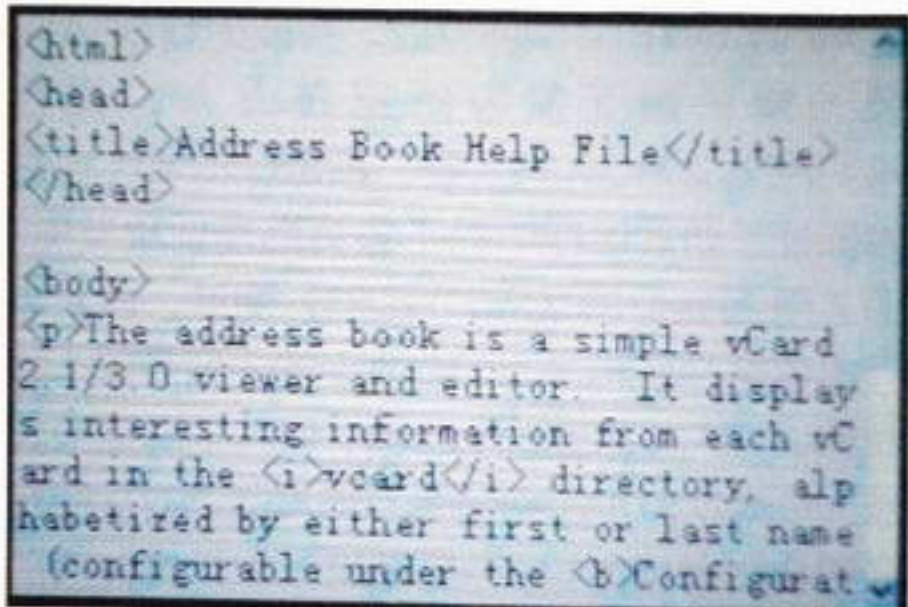 <html>
<head>
<title>Address Book Help File</title>
</head>
<body>
<p>The address book is a simple vCard
2.1/3.0 viewer and editor.  It display
s interesting information from each vC
ard in the <i>vcard</i> directory, alp
habetized by either first or last name
 (configurable under the <b>Configurat